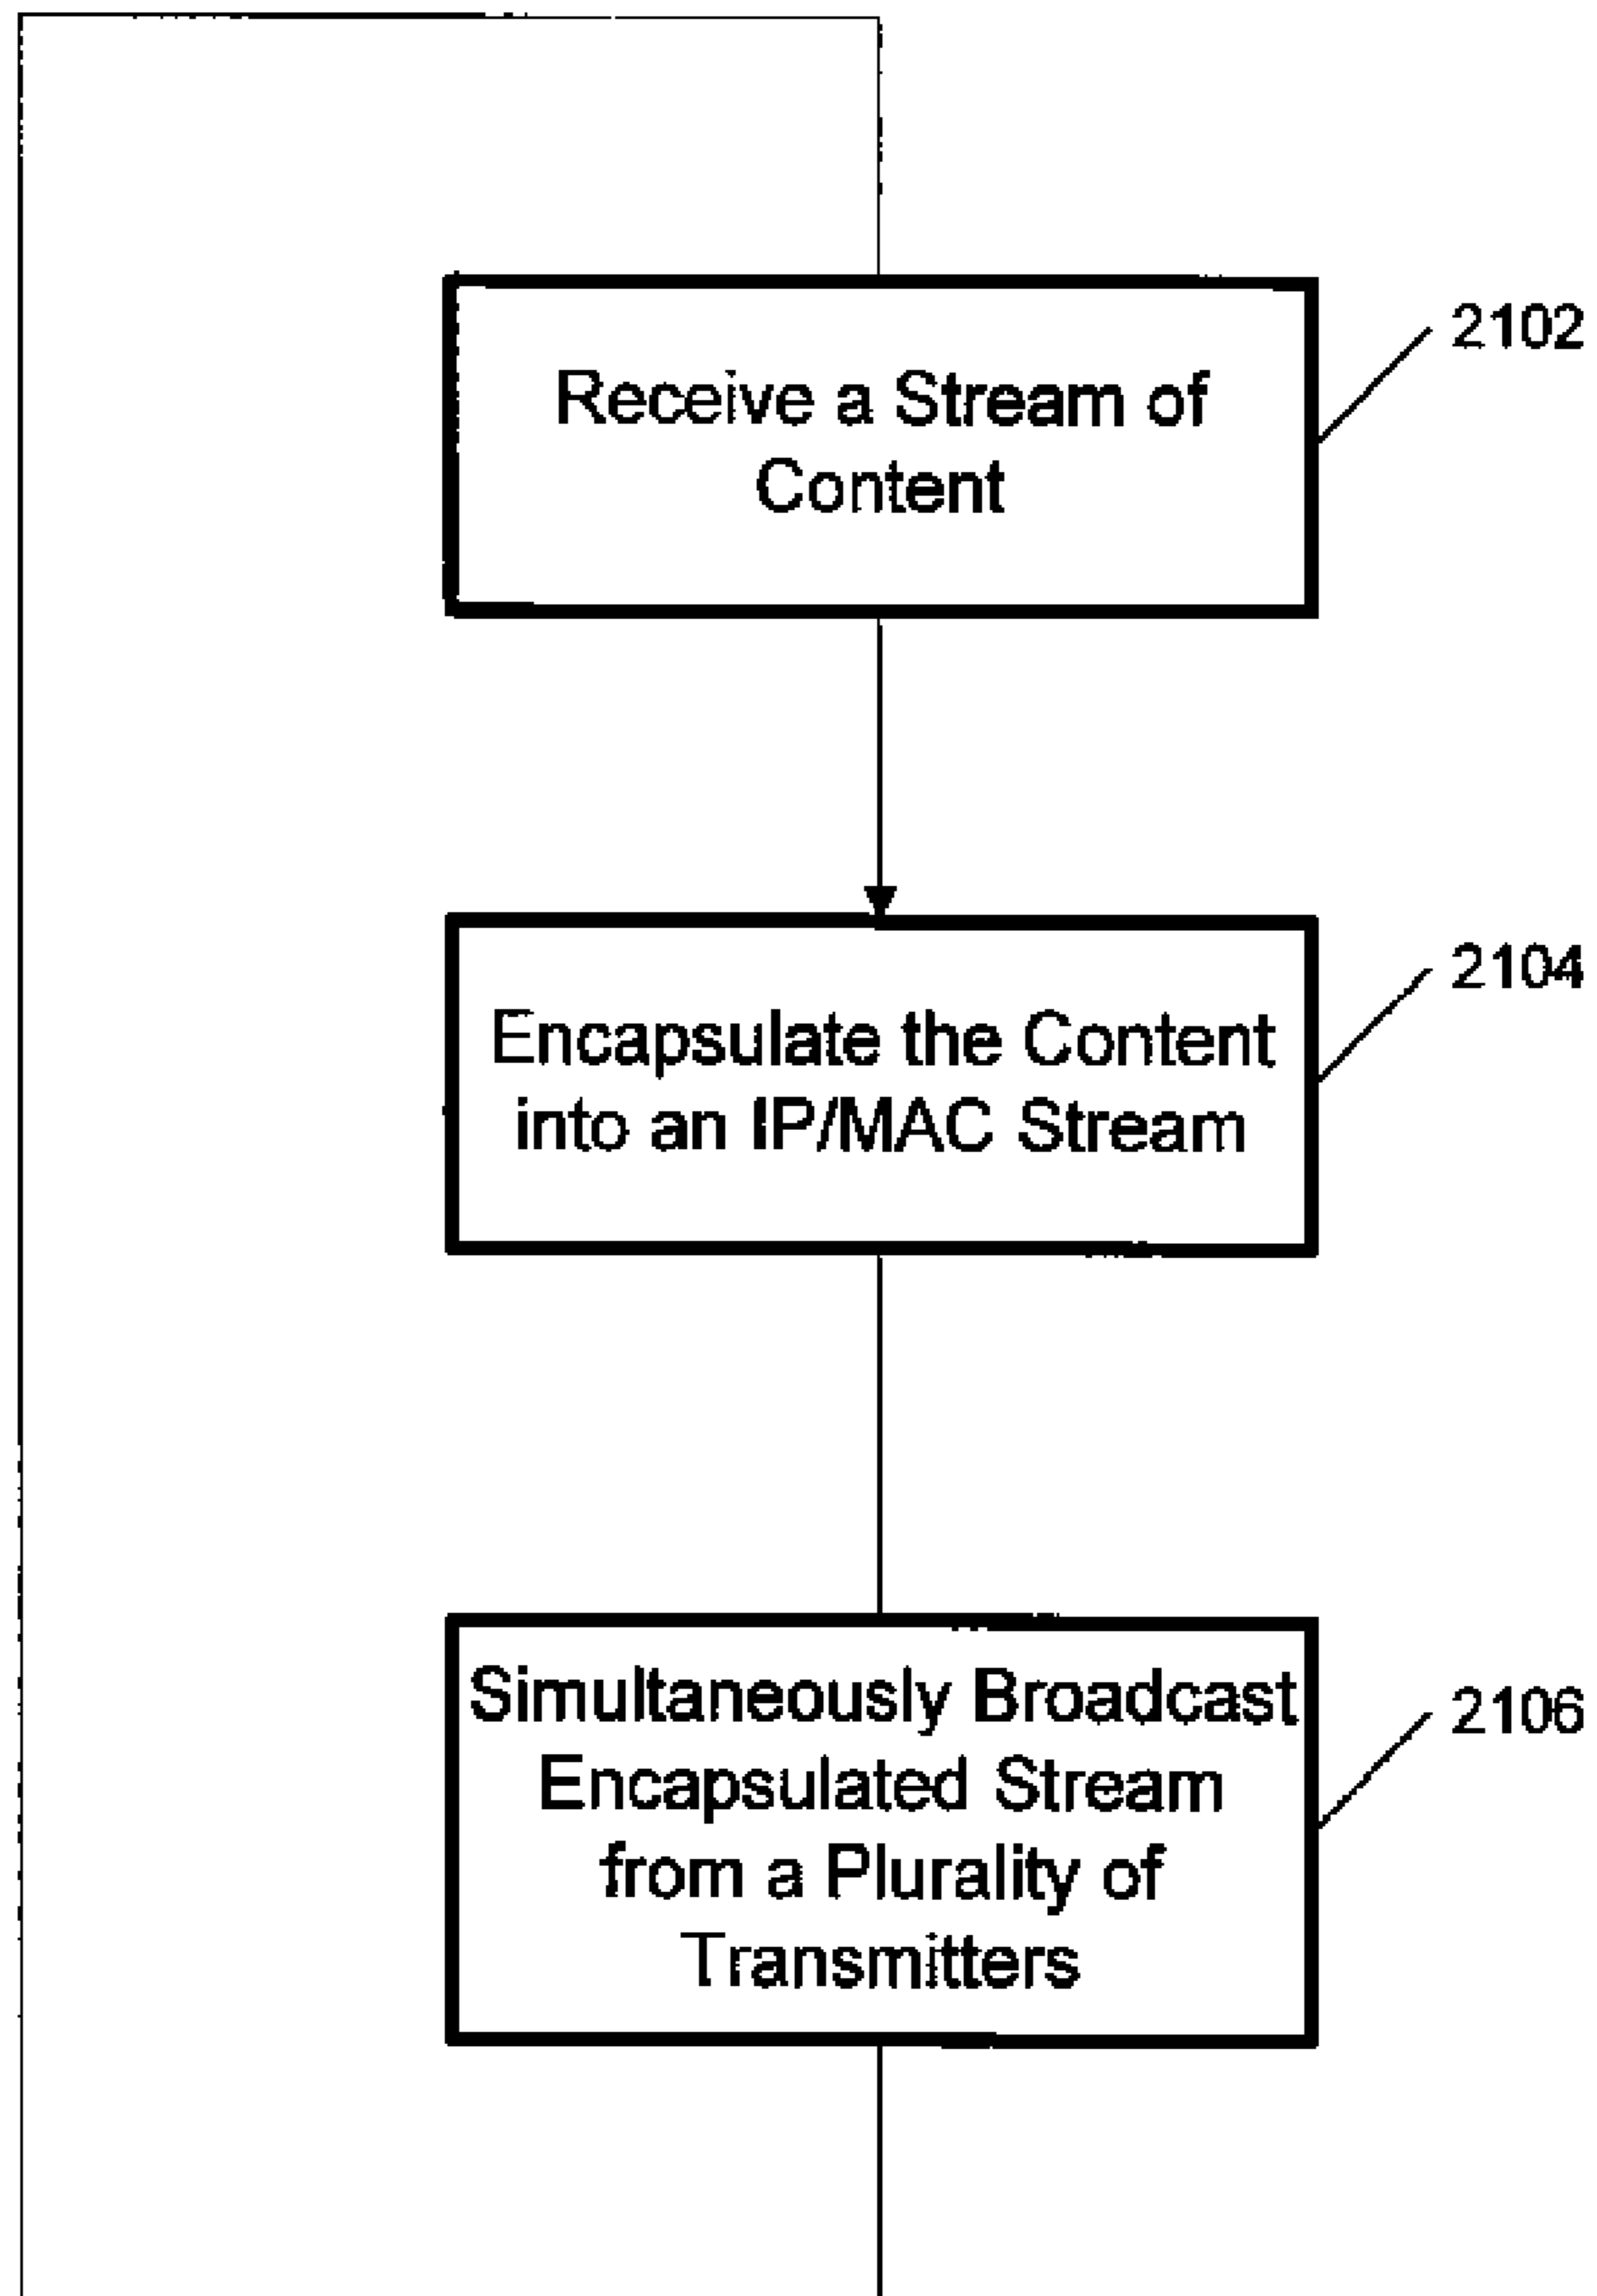 Receive a Stream of
Content
2102
Encapsulate the Content
into an IP/MAC Stream
2104
Simultaneously Broadcast
Encapsulated Stream
from a Plurality of
Transmitters
2106